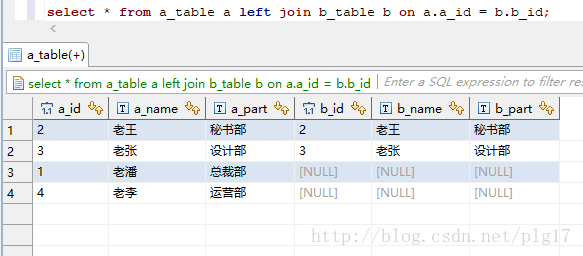 select * from a_table a left join b_table b on a.a_id = b.b_id;
a_table(+)
select * from a_table a left join b_table b on a.a_id = b.b_id Enter a SQL expression to filter res
a_id a_name a_part b_id b_name b_part
1 2 老王 秘书部 2 老王 秘书部
2 3 老张 设计部 3 老张 设计部
3 1 老潘 总裁部 [NULL] [NULL] [NULL]
4 4 老李 运营部 [NULL] [NULL] [NULL]
http://blog.csdn.net/plg17